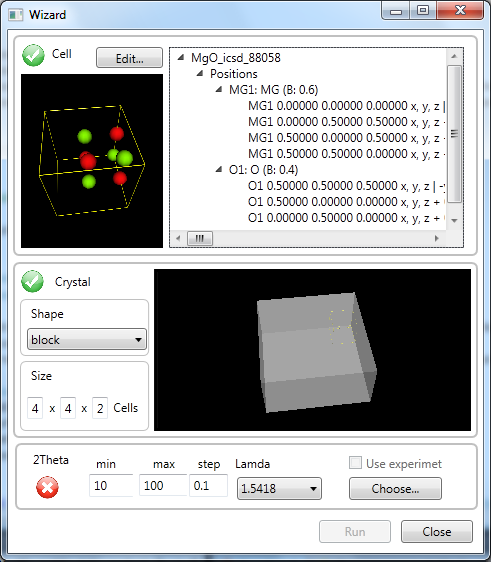 Wizard
Cell
Edit...
MgO_icsd_88058
Positions
MG1: MG (B: 0.6)
MG1 0.00000 0.00000 0.00000 x, y, z |
MG1 0.00000 0.50000 0.50000 x, y, z
MG1 0.50000 0.00000 0.50000 x, y, z
MG1 0.50000 0.50000 0.00000 x, y, z
O1: O (B: 0.4)
O1 0.50000 0.50000 0.50000 x, y, z | -y
O1 0.50000 0.00000 0.00000 x, y, z +
O1 0.00000 0.50000 0.00000 x, y, z +
Crystal
Shape
block
Size
4 x 4 x 2 Cells
2Theta min max step Lamda Use experimet
10 100 0.1 1.5418 Choose...
Run Close